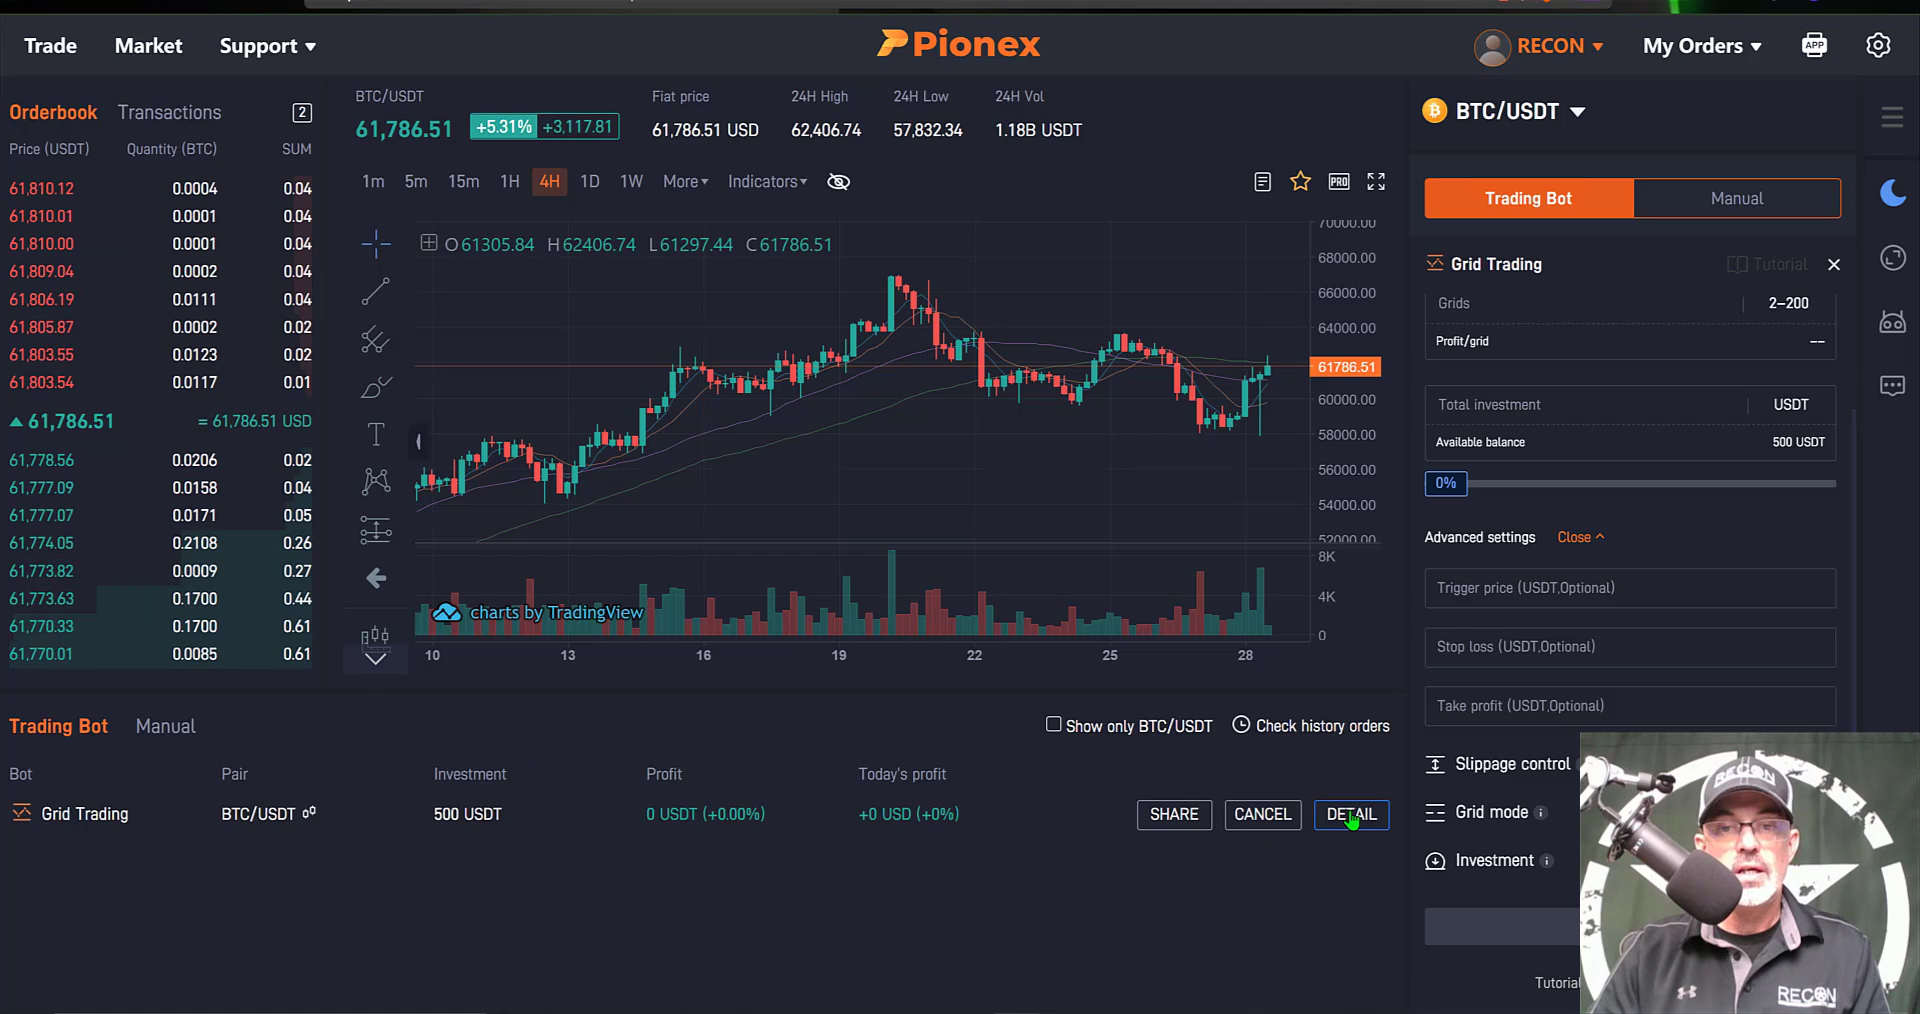 Trade
Market
Support
Pionex
RECON
My Orders
APP
Orderbook
Transactions
2
Price (USDT) Quantity (BTC) SUM
61,810.12 0.0004 0.04
61,810.01 0.0001 0.04
61,810.00 0.0001 0.04
61,809.04 0.0002 0.04
61,806.19 0.0111 0.04
61,805.87 0.0002 0.02
61,803.55 0.0123 0.02
61,803.54 0.0117 0.01
61,786.51 = 61,786.51 USD
61,778.56 0.0206 0.02
61,777.09 0.0158 0.04
61,777.07 0.0171 0.05
61,774.05 0.2108 0.26
61,773.82 0.0009 0.27
61,773.63 0.1700 0.44
61,770.33 0.1700 0.61
61,770.01 0.0085 0.61
BTC/USDT Fiat price 24H High 24H Low 24H Vol
61,786.51 +5.31% +3,117.81 61,786.51 USD 62,406.74 57,832.34 1.18B USDT
1m 5m 15m 1H 4H 1D 1W More Indicators PRO
O61305.84 H62406.74 L61297.44 C61786.51
70000.00
68000.00
66000.00
64000.00
61786.51
60000.00
58000.00
56000.00
54000.00
52000.00
8K
4K
0
charts by TradingView
10 13 16 19 22 25 28
BTC/USDT
Trading Bot Manual
Grid Trading Tutorial
Grids 2–200
Profit/grid --
Total investment USDT
Available balance 500 USDT
0%
Advanced settings Close
Trigger price (USDT,Optional)
Stop loss (USDT,Optional)
Take profit (USDT,Optional)
Slippage control
Grid mode
Investment
Tutorial
Trading Bot Manual Show only BTC/USDT Check history orders
Bot Pair Investment Profit Today's profit
Grid Trading BTC/USDT 500 USDT 0 USDT (+0.00%) +0 USD (+0%) SHARE CANCEL DETAIL
RECON
RECON